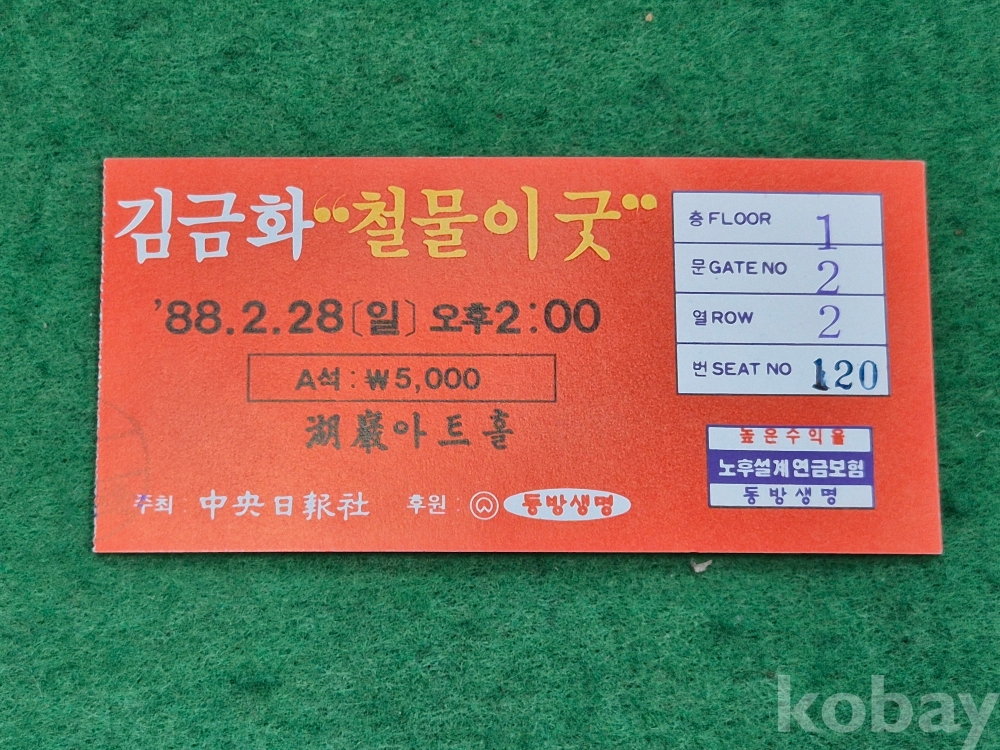 김금화 "철물이굿"
'88.2.28〔일〕오후2:00
A석 : ₩5,000
湖巖아트홀
주최 中央日報社 후원 : 동방생명
층 FLOOR 1
문 GATE NO 2
열 ROW 2
번 SEAT NO 120
높은수익율
노후설계연금보험
동방생명
kobay